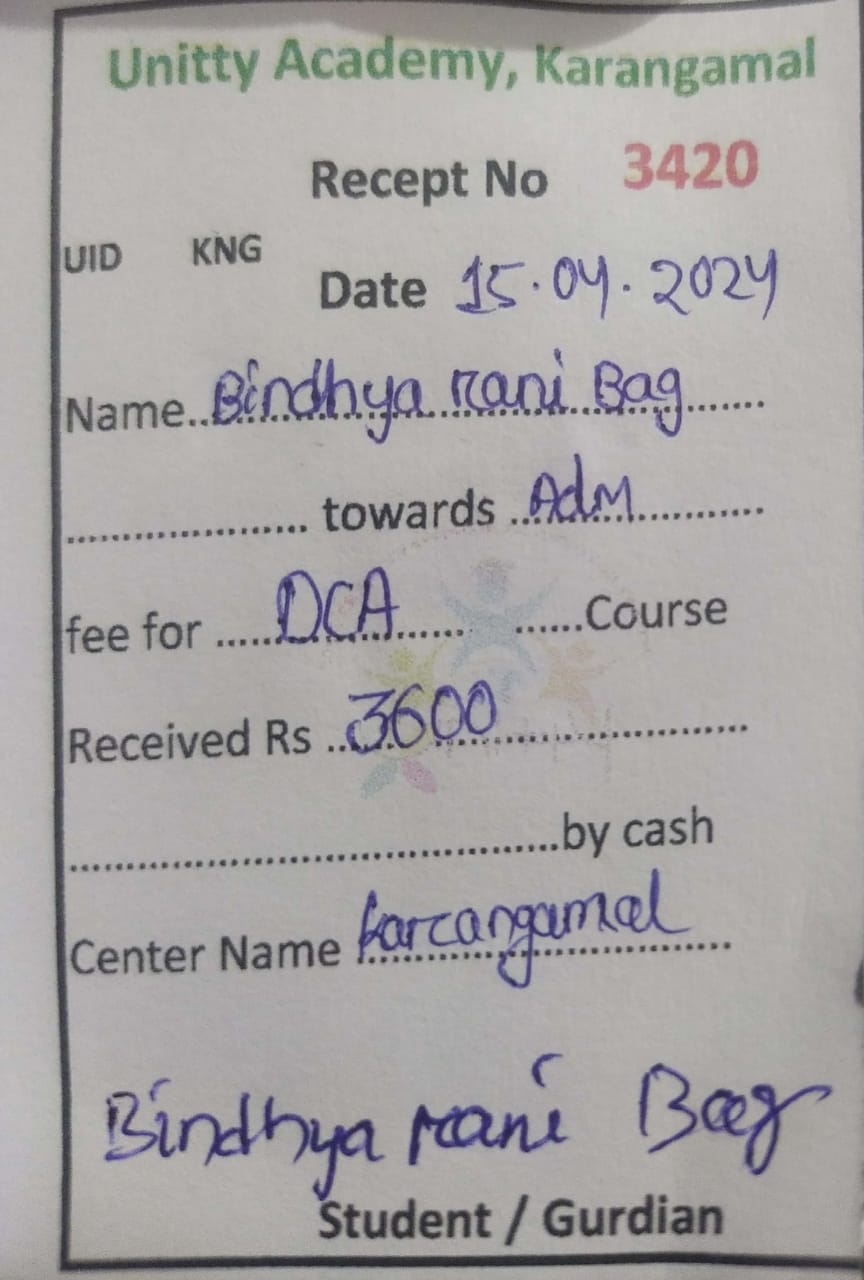 Unitty Academy, Karangamal
Recept No 3420
UID KNG
Date 15.04.2024
Name..Bindhya rani Bag.......
..................... towards ...Adm.............
fee for ......DCA............ ......Course
Received Rs ...3600..........................
...........................................by cash
Center Name Karangamal
Bindhya rani Bag
Student / Gurdian